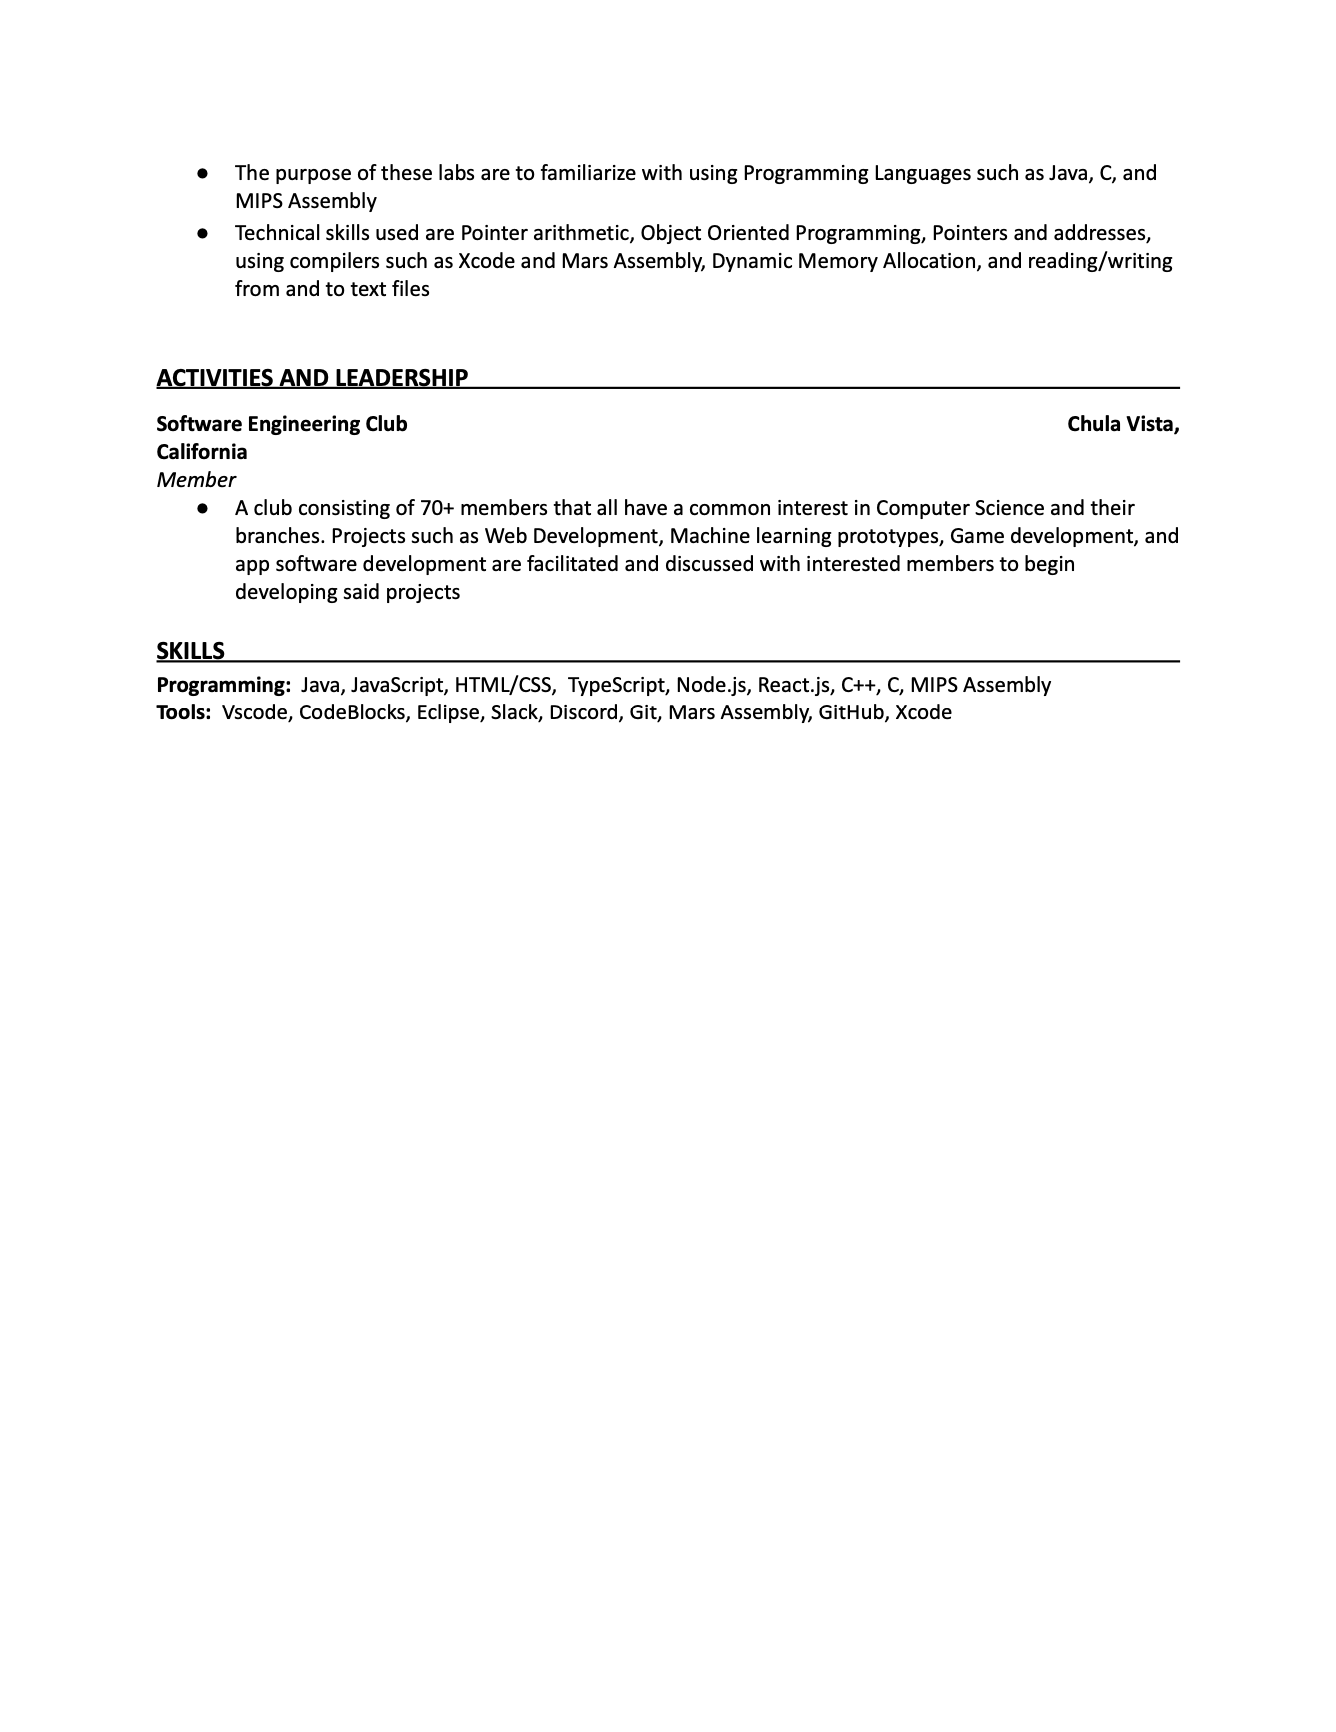 ● The purpose of these labs are to familiarize with using Programming Languages such as Java, C, and
MIPS Assembly
● Technical skills used are Pointer arithmetic, Object Oriented Programming, Pointers and addresses,
using compilers such as Xcode and Mars Assembly, Dynamic Memory Allocation, and reading/writing
from and to text files
ACTIVITIES AND LEADERSHIP
Software Engineering Club Chula Vista,
California
Member
● A club consisting of 70+ members that all have a common interest in Computer Science and their
branches. Projects such as Web Development, Machine learning prototypes, Game development, and
app software development are facilitated and discussed with interested members to begin
developing said projects
SKILLS
Programming: Java, JavaScript, HTML/CSS, TypeScript, Node.js, React.js, C++, C, MIPS Assembly
Tools: Vscode, CodeBlocks, Eclipse, Slack, Discord, Git, Mars Assembly, GitHub, Xcode